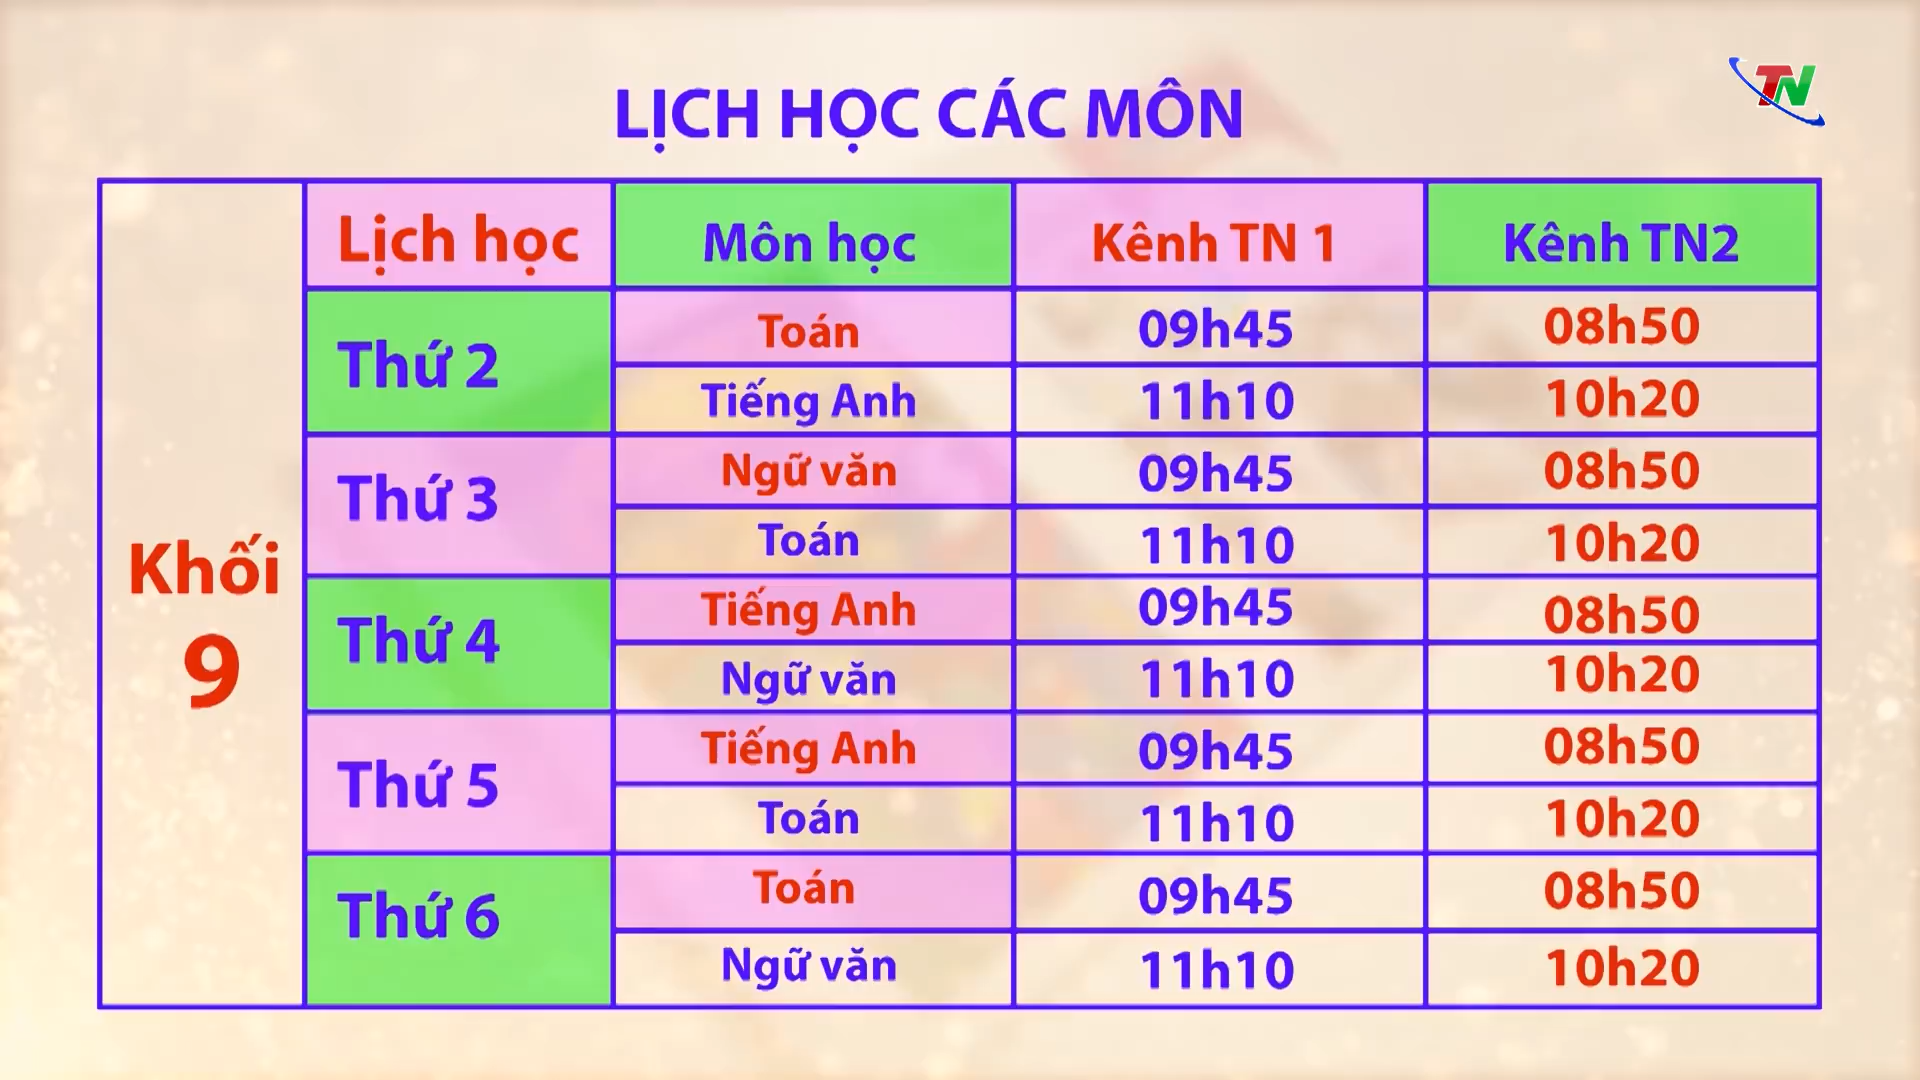 TN
LỊCH HỌC CÁC MÔN
Lịch học Môn học Kênh TN 1 Kênh TN2
Khối
9
Thứ 2
Toán 09h45 08h50
Tiếng Anh 11h10 10h20
Thứ 3
Ngữ văn 09h45 08h50
Toán 11h10 10h20
Thứ 4
Tiếng Anh 09h45 08h50
Ngữ văn 11h10 10h20
Thứ 5
Tiếng Anh 09h45 08h50
Toán 11h10 10h20
Thứ 6
Toán 09h45 08h50
Ngữ văn 11h10 10h20